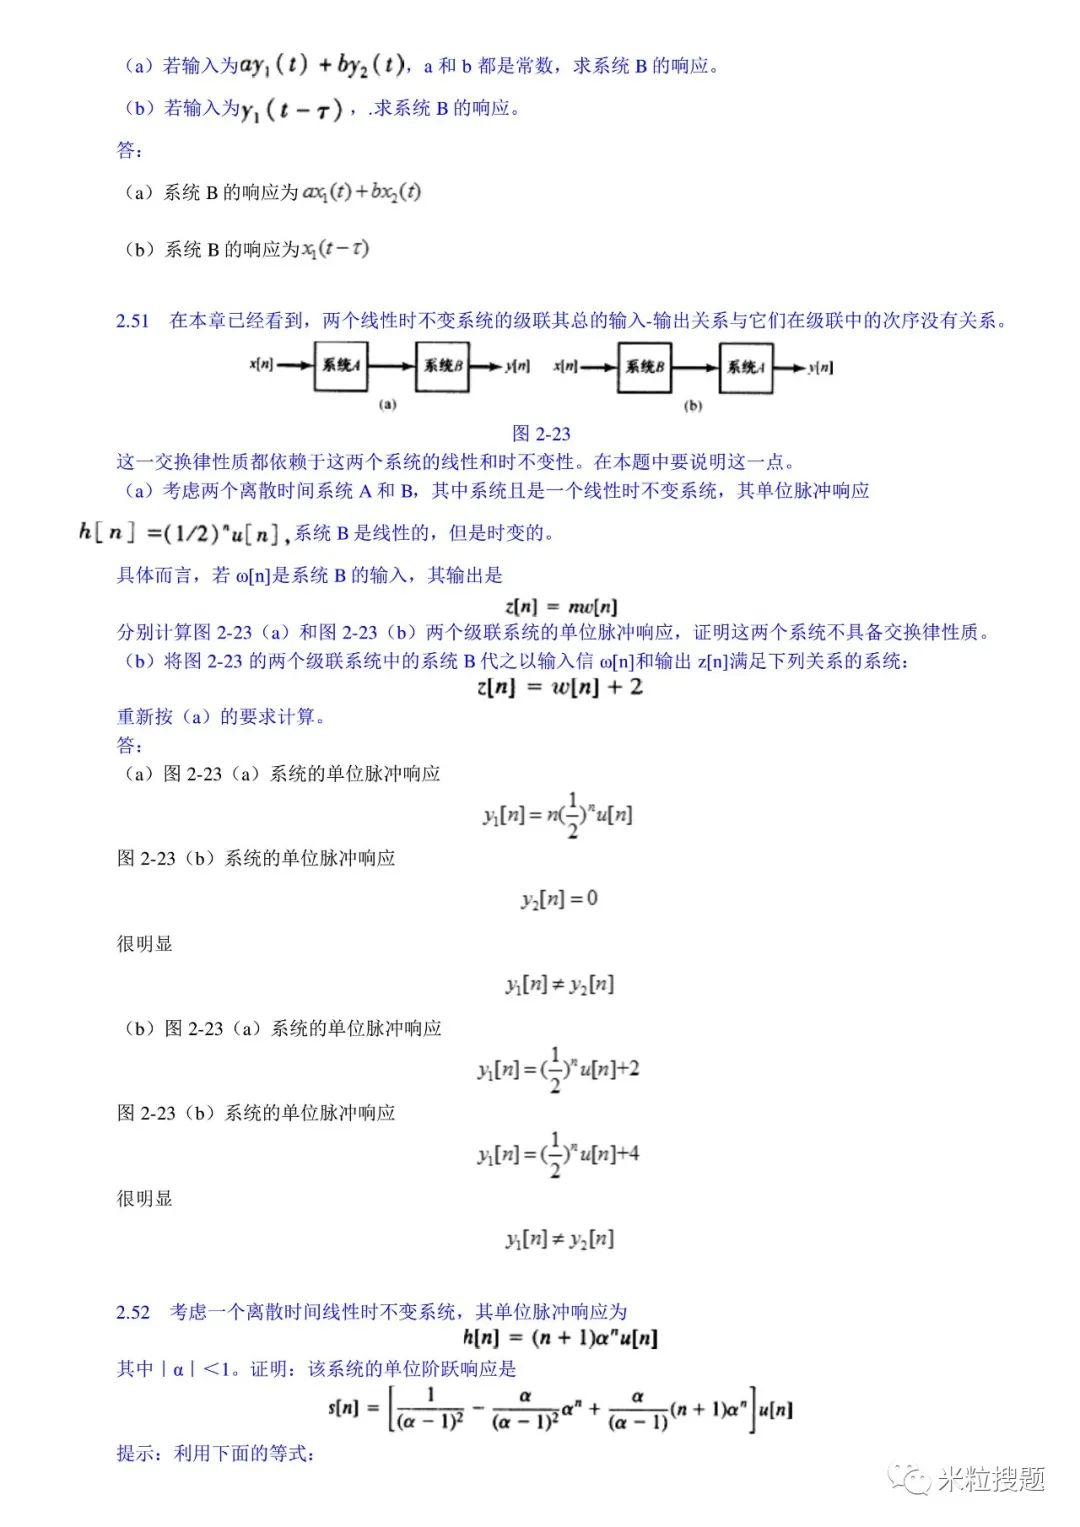 （a）若输入为ay₁(t) + by₂(t)，a 和 b 都是常数，求系统 B 的响应。
（b）若输入为y₁(t − τ)，.求系统 B 的响应。
答：
（a）系统 B 的响应为 ax₁(t)+bx₂(t)
（b）系统 B 的响应为x₁(t−τ)
2.51 在本章已经看到，两个线性时不变系统的级联其总的输入-输出关系与它们在级联中的次序没有关系。
x[n] 系统A 系统B y[n] x[n] 系统B 系统A y[n]
(a) (b)
图 2-23
这一交换律性质都依赖于这两个系统的线性和时不变性。在本题中要说明这一点。
（a）考虑两个离散时间系统 A 和 B，其中系统且是一个线性时不变系统，其单位脉冲响应
h[n]=(1/2)ⁿu[n],系统 B 是线性的，但是时变的。
具体而言，若 ω[n]是系统 B 的输入，其输出是
z[n] = nw[n]
分别计算图 2-23（a）和图 2-23（b）两个级联系统的单位脉冲响应，证明这两个系统不具备交换律性质。
（b）将图 2-23 的两个级联系统中的系统 B 代之以输入信 ω[n]和输出 z[n]满足下列关系的系统：
z[n] = w[n] + 2
重新按（a）的要求计算。
答：
（a）图 2-23（a）系统的单位脉冲响应
y₁[n]=n(1/2)ⁿu[n]
图 2-23（b）系统的单位脉冲响应
y₂[n]=0
很明显
y₁[n]≠y₂[n]
（b）图 2-23（a）系统的单位脉冲响应
y₁[n]=(1/2)ⁿu[n]+2
图 2-23（b）系统的单位脉冲响应
y₁[n]=(1/2)ⁿu[n]+4
很明显
y₁[n]≠y₂[n]
2.52 考虑一个离散时间线性时不变系统，其单位脉冲响应为
h[n] = (n + 1)αⁿu[n]
其中｜α｜＜1。证明：该系统的单位阶跃响应是
s[n] = [1/(α − 1)² − α/(α − 1)² αⁿ + α/(α − 1) (n + 1)αⁿ]u[n]
提示：利用下面的等式：
米粒搜题